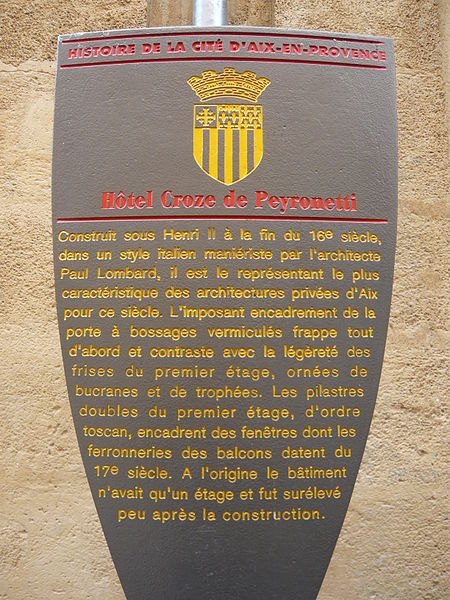 HISTOIRE DE LA CITÉ D'AIX-EN-PROVENCE
Hôtel Croze de Peyronetti
Construit sous Henri II à la fin du 16e siècle,
dans un style italien maniériste par l'architecte
Paul Lombard, il est le représentant le plus
caractéristique des architectures privées d'Aix
pour ce siècle. L'imposant encadrement de la
porte à bossages vermiculés frappe tout
d'abord et contraste avec la légèreté des
frises du premier étage, ornées de
bucranes et de trophées. Les pilastres
doubles du premier étage, d'ordre
toscan, encadrent des fenêtres dont les
ferronneries des balcons datent du
17e siècle. A l'origine le bâtiment
n'avait qu'un étage et fut surélevé
peu après la construction.